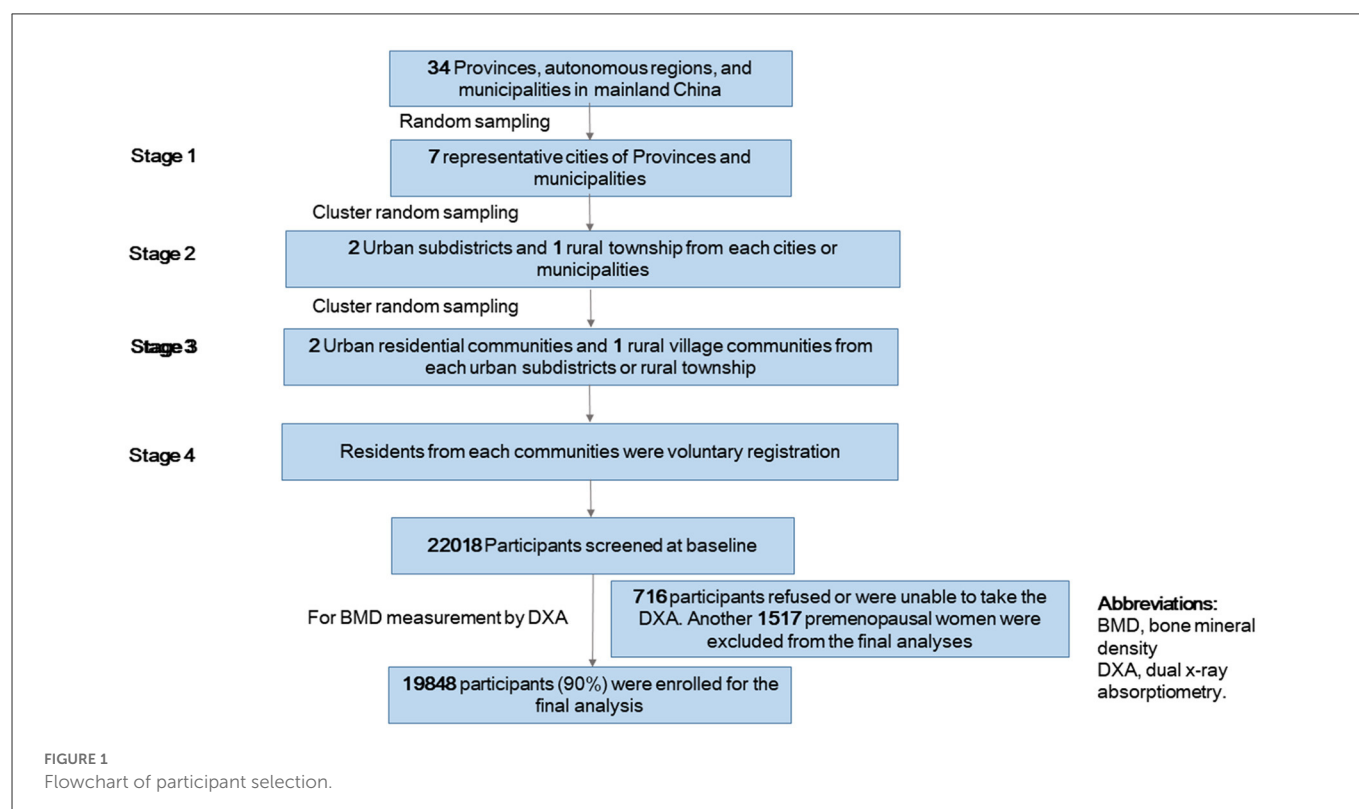 34 Provinces, autonomous regions, and
municipalities in mainland China
Random sampling
Stage 1
7 representative cities of Provinces and
municipalities
Cluster random sampling
Stage 2
2 Urban subdistricts and 1 rural township from each cities or
municipalities
Cluster random sampling
Stage 3
2 Urban residential communities and 1 rural village communities from
each urban subdistricts or rural township
Stage 4
Residents from each communities were voluntary registration
22018 Participants screened at baseline
For BMD measurement by DXA
716 participants refused or were unable to take the
DXA. Another 1517 premenopausal women were
excluded from the final analyses
Abbreviations:
BMD, bone mineral
density
DXA, dual x-ray
absorptiometry.
19848 participants (90%) were enrolled for the
final analysis
FIGURE 1
Flowchart of participant selection.